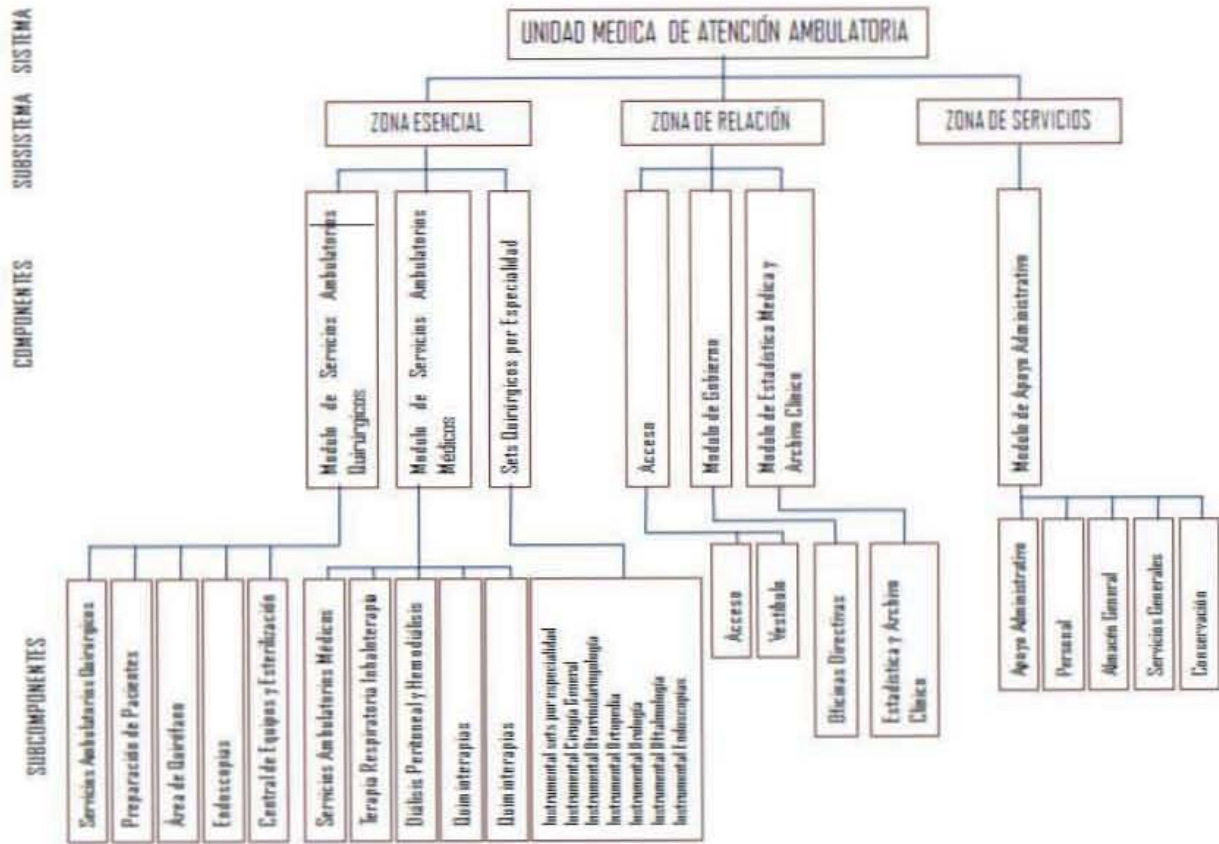 SISTEMA
SUBSISTEMA
COMPONENTES
SUBCOMPONENTES
UNIDAD MEDICA DE ATENCIÓN AMBULATORIA
ZONA ESENCIAL
ZONA DE RELACIÓN
ZONA DE SERVICIOS
Modulo de Servicios Ambulatorios
Quirúrgicos
Modulo de Servicios Ambulatorios
Médicos
Sets Quirúrgicos por Especialidad
Acceso
Modulo de Gobierno
Modulo de Estadística Medica y
Archivo Clínico
Modulo de Apoyo Administrativo
Servicios Ambulatorios Quirúrgicos
Preparación de Pacientes
Área de Quirófano
Endoscopias
Central de Equipos y Esterilización
Servicios Ambulatorios Médicos
Terapia Respiratoria Inhaloterapia
Diálisis Peritoneal y Hemodiálisis
Quimioterapias
Quimioterapias
Instrumental sets por especialidad
Instrumental Cirugía General
Instrumental Otorrinolaringología
Instrumental Ortopedia
Instrumental Urología
Instrumental Oftalmología
Instrumental Endoscopias
Acceso
Vestíbulo
Oficinas Directivas
Estadística y Archivo
Clínico
Apoyo Administrativo
Personal
Almacén General
Servicios Generales
Conservación